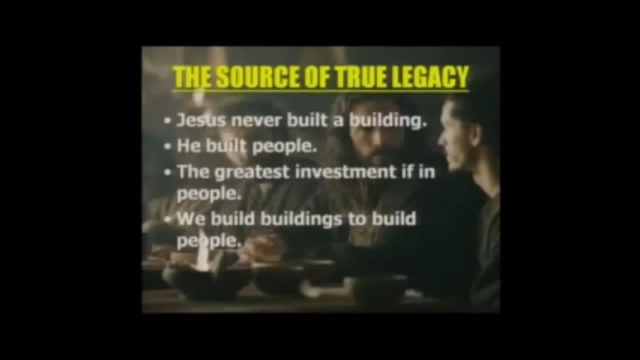 THE SOURCE OF TRUE LEGACY
• Jesus never built a building.
• He built people.
• The greatest investment if in
people.
• We build buildings to build
people.